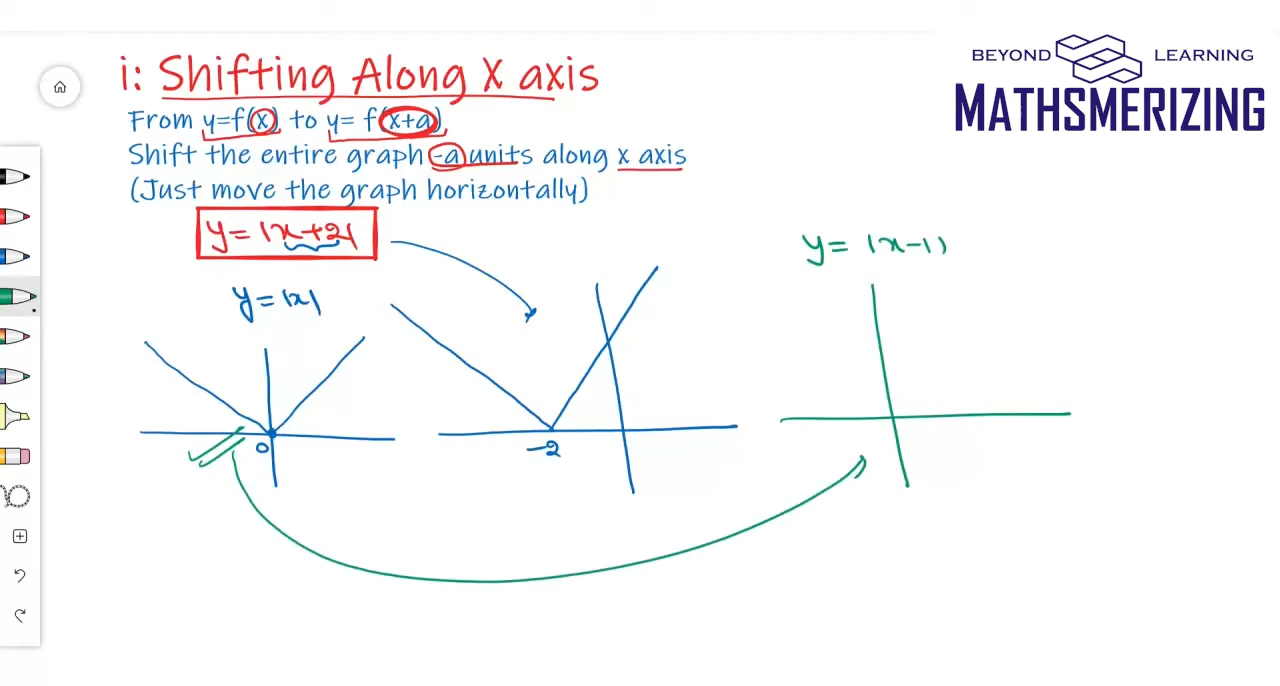 i: Shifting Along X axis
BEYOND LEARNING
MATHSMERIZING
From y=f(x) to y= f(x+a),
Shift the entire graph -a units along x axis
(Just move the graph horizontally)
y=|x+2|
y=|x-1|
y=|x|
0
-2